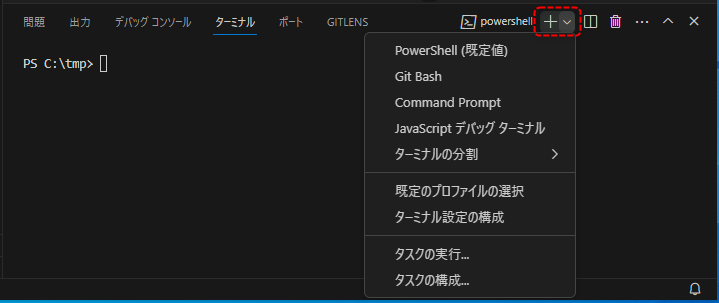 問題 出力 デバッグ コンソール ターミナル ポート GITLENS powershell
PS C:\tmp>
PowerShell (既定値)
Git Bash
Command Prompt
JavaScript デバッグ ターミナル
ターミナルの分割
既定のプロファイルの選択
ターミナル設定の構成
タスクの実行...
タスクの構成...